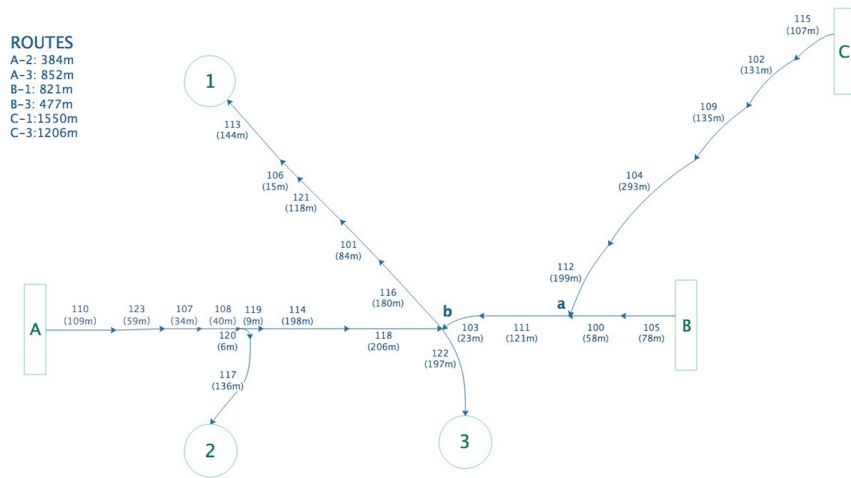 ROUTES
A-2: 384m
A-3: 852m
B-1: 821m
B-3: 477m
C-1:1550m
C-3:1206m
115
(107m)
C
102
(131m)
1
109
(135m)
113
(144m)
106
(15m)
104
(293m)
121
(118m)
101
(84m)
112
(199m)
116
(180m)
a
b
110
(109m)
123
(59m)
107
(34m)
108
(40m)
119
(9m)
114
(198m)
A
B
120
(6m)
118
(206m)
103
(23m)
111
(121m)
100
(58m)
105
(78m)
122
(197m)
117
(136m)
2
3